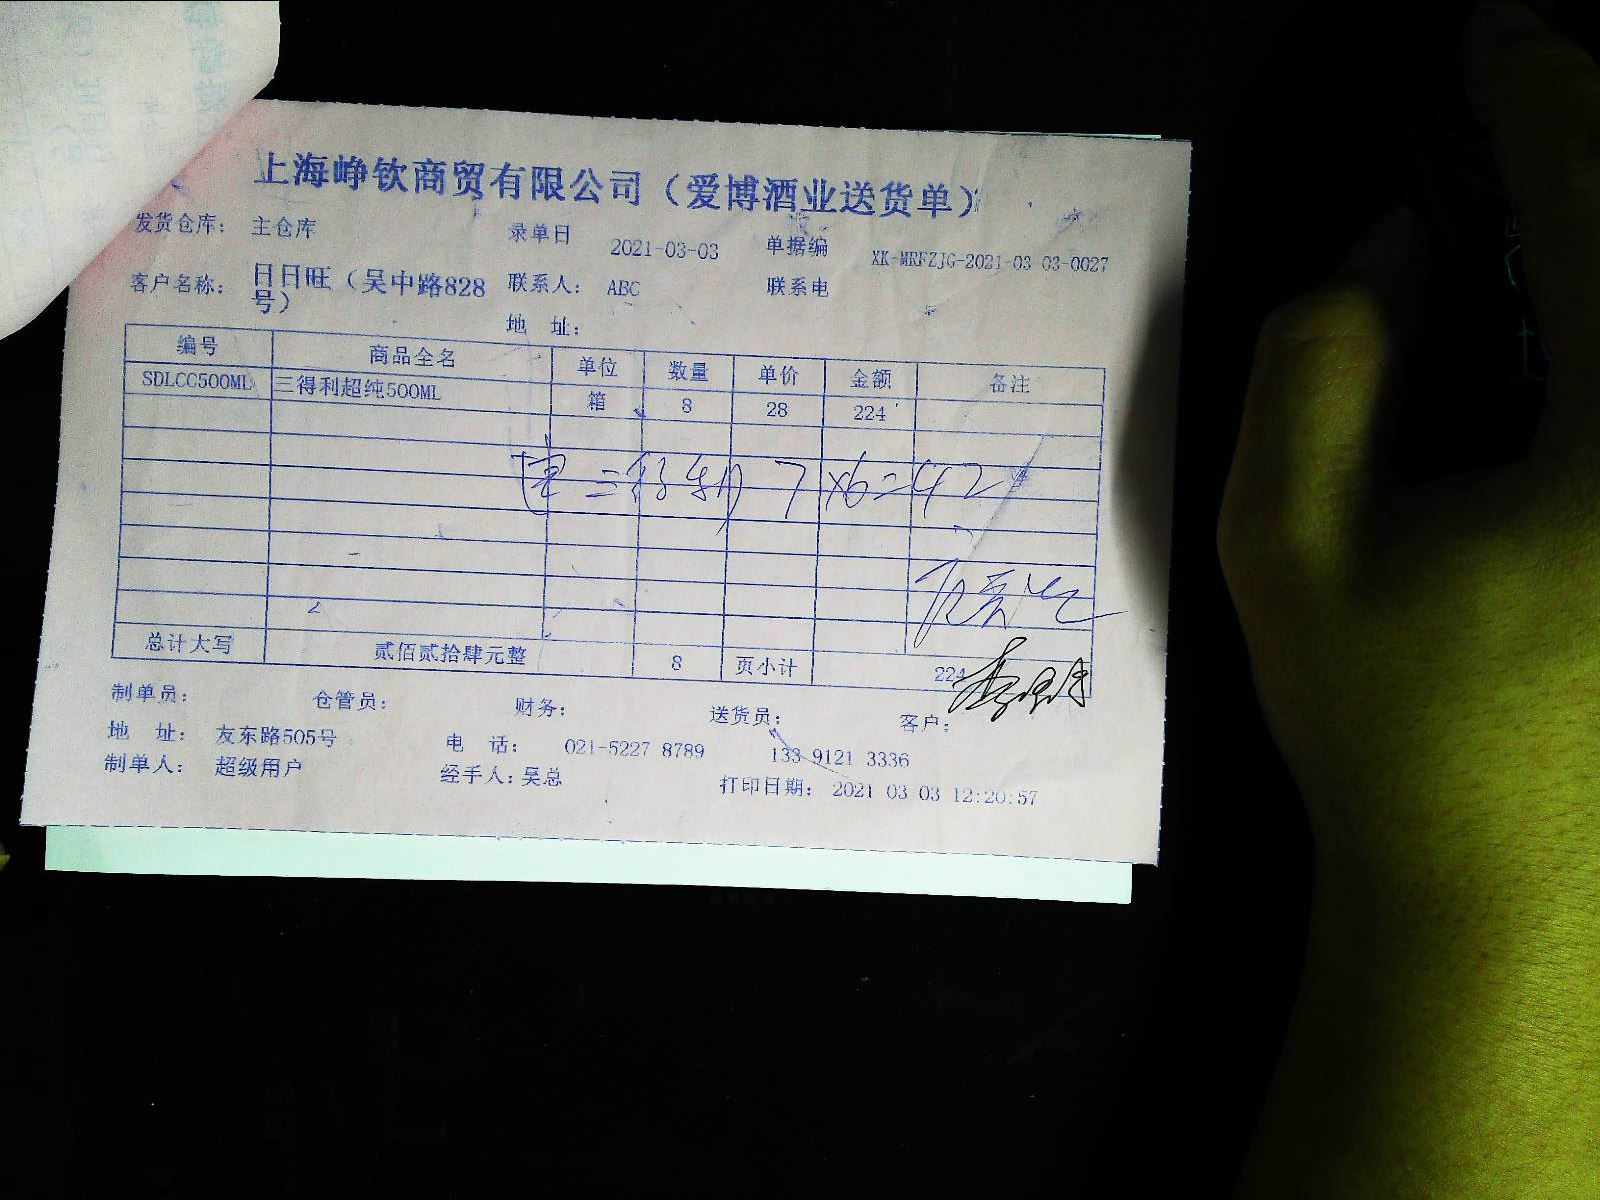 上海峥钦商贸有限公司（爱博酒业送货单）
发货仓库： 主仓库 录单日 2021-03-03 单据编 XK-MRFZJG-2021-03 03-0027
客户名称： 日日旺（吴中路828号） 联系人： ABC 联系电
地 址：
编号 商品全名 单位 数量 单价 金额 备注
SDLCC500ML 三得利超纯500ML 箱 8 28 224
三得利 7×6=42
总计大写 贰佰贰拾肆元整 8 页小计 224
制单员： 仓管员： 财务： 送货员： 客户：
地 址： 友东路505号 电 话： 021-5227 8789 133 9121 3336
制单人： 超级用户 经手人：吴总 打印日期： 2021 03 03 12:20:57